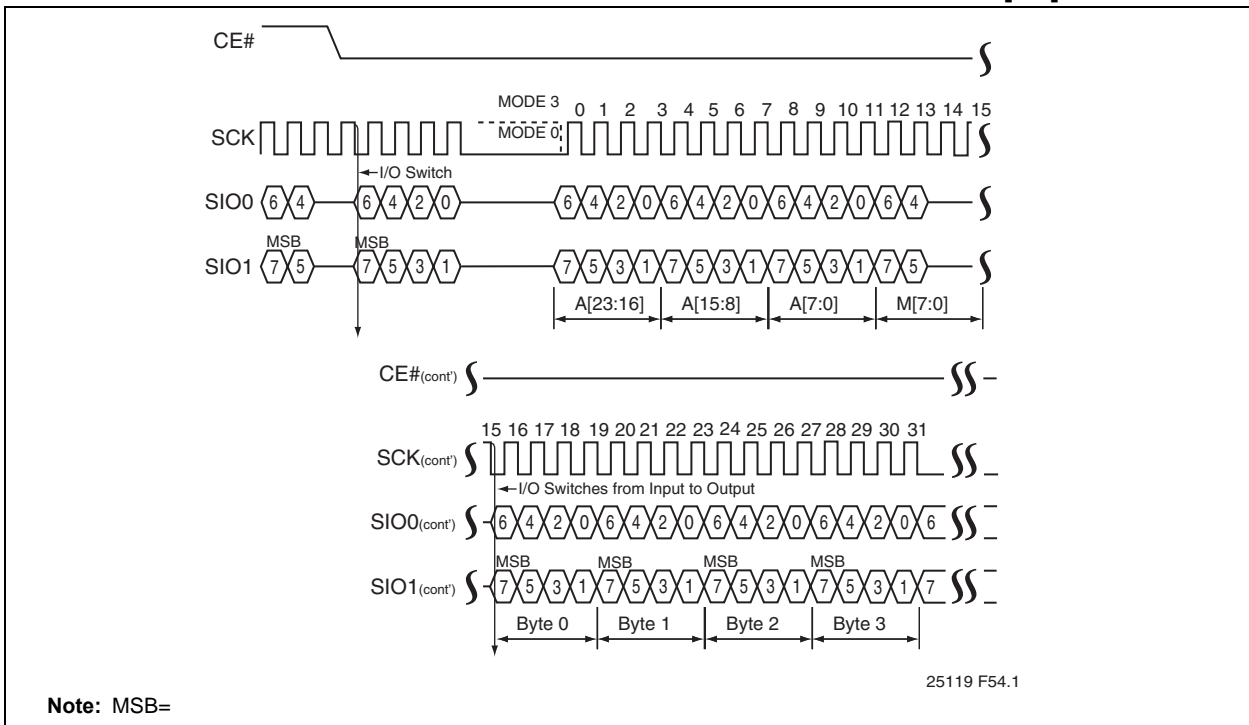 CE#
MODE 3
0 1 2 3 4 5 6 7 8 9 10 11 12 13 14 15
SCK
MODE 0
I/O Switch
SIO0 6 4 6 4 2 0 6 4 2 0 6 4 2 0 6 4 2 0 6 4
MSB MSB
SIO1 7 5 7 5 3 1 7 5 3 1 7 5 3 1 7 5 3 1 7 5
A[23:16] A[15:8] A[7:0] M[7:0]
CE#(cont')
15 16 17 18 19 20 21 22 23 24 25 26 27 28 29 30 31
SCK(cont')
I/O Switches from Input to Output
SIO0(cont') 6 4 2 0 6 4 2 0 6 4 2 0 6 4 2 0 6
MSB MSB MSB MSB
SIO1(cont') 7 5 3 1 7 5 3 1 7 5 3 1 7 5 3 1 7
Byte 0 Byte 1 Byte 2 Byte 3
25119 F54.1
Note: MSB=